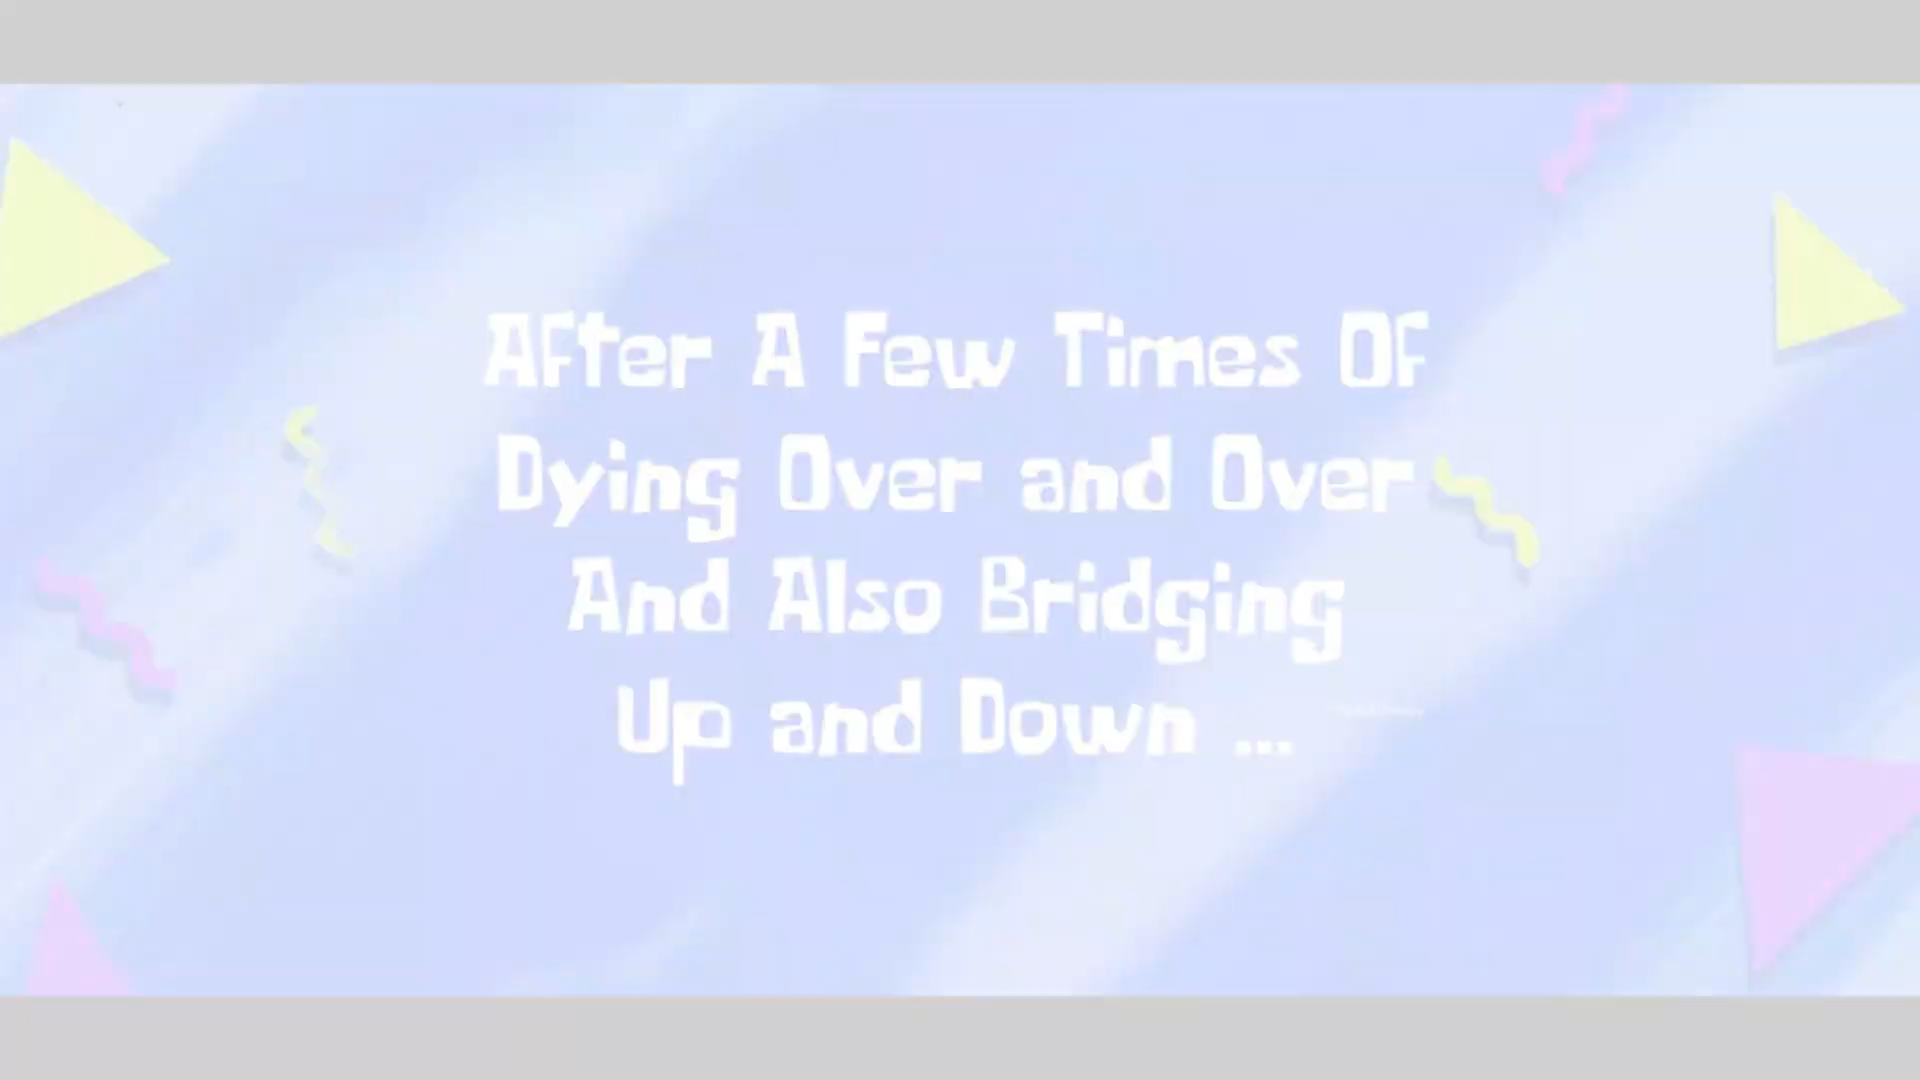 After A Few Times Of
Dying Over and Over
And Also Bridging
Up and Down ...